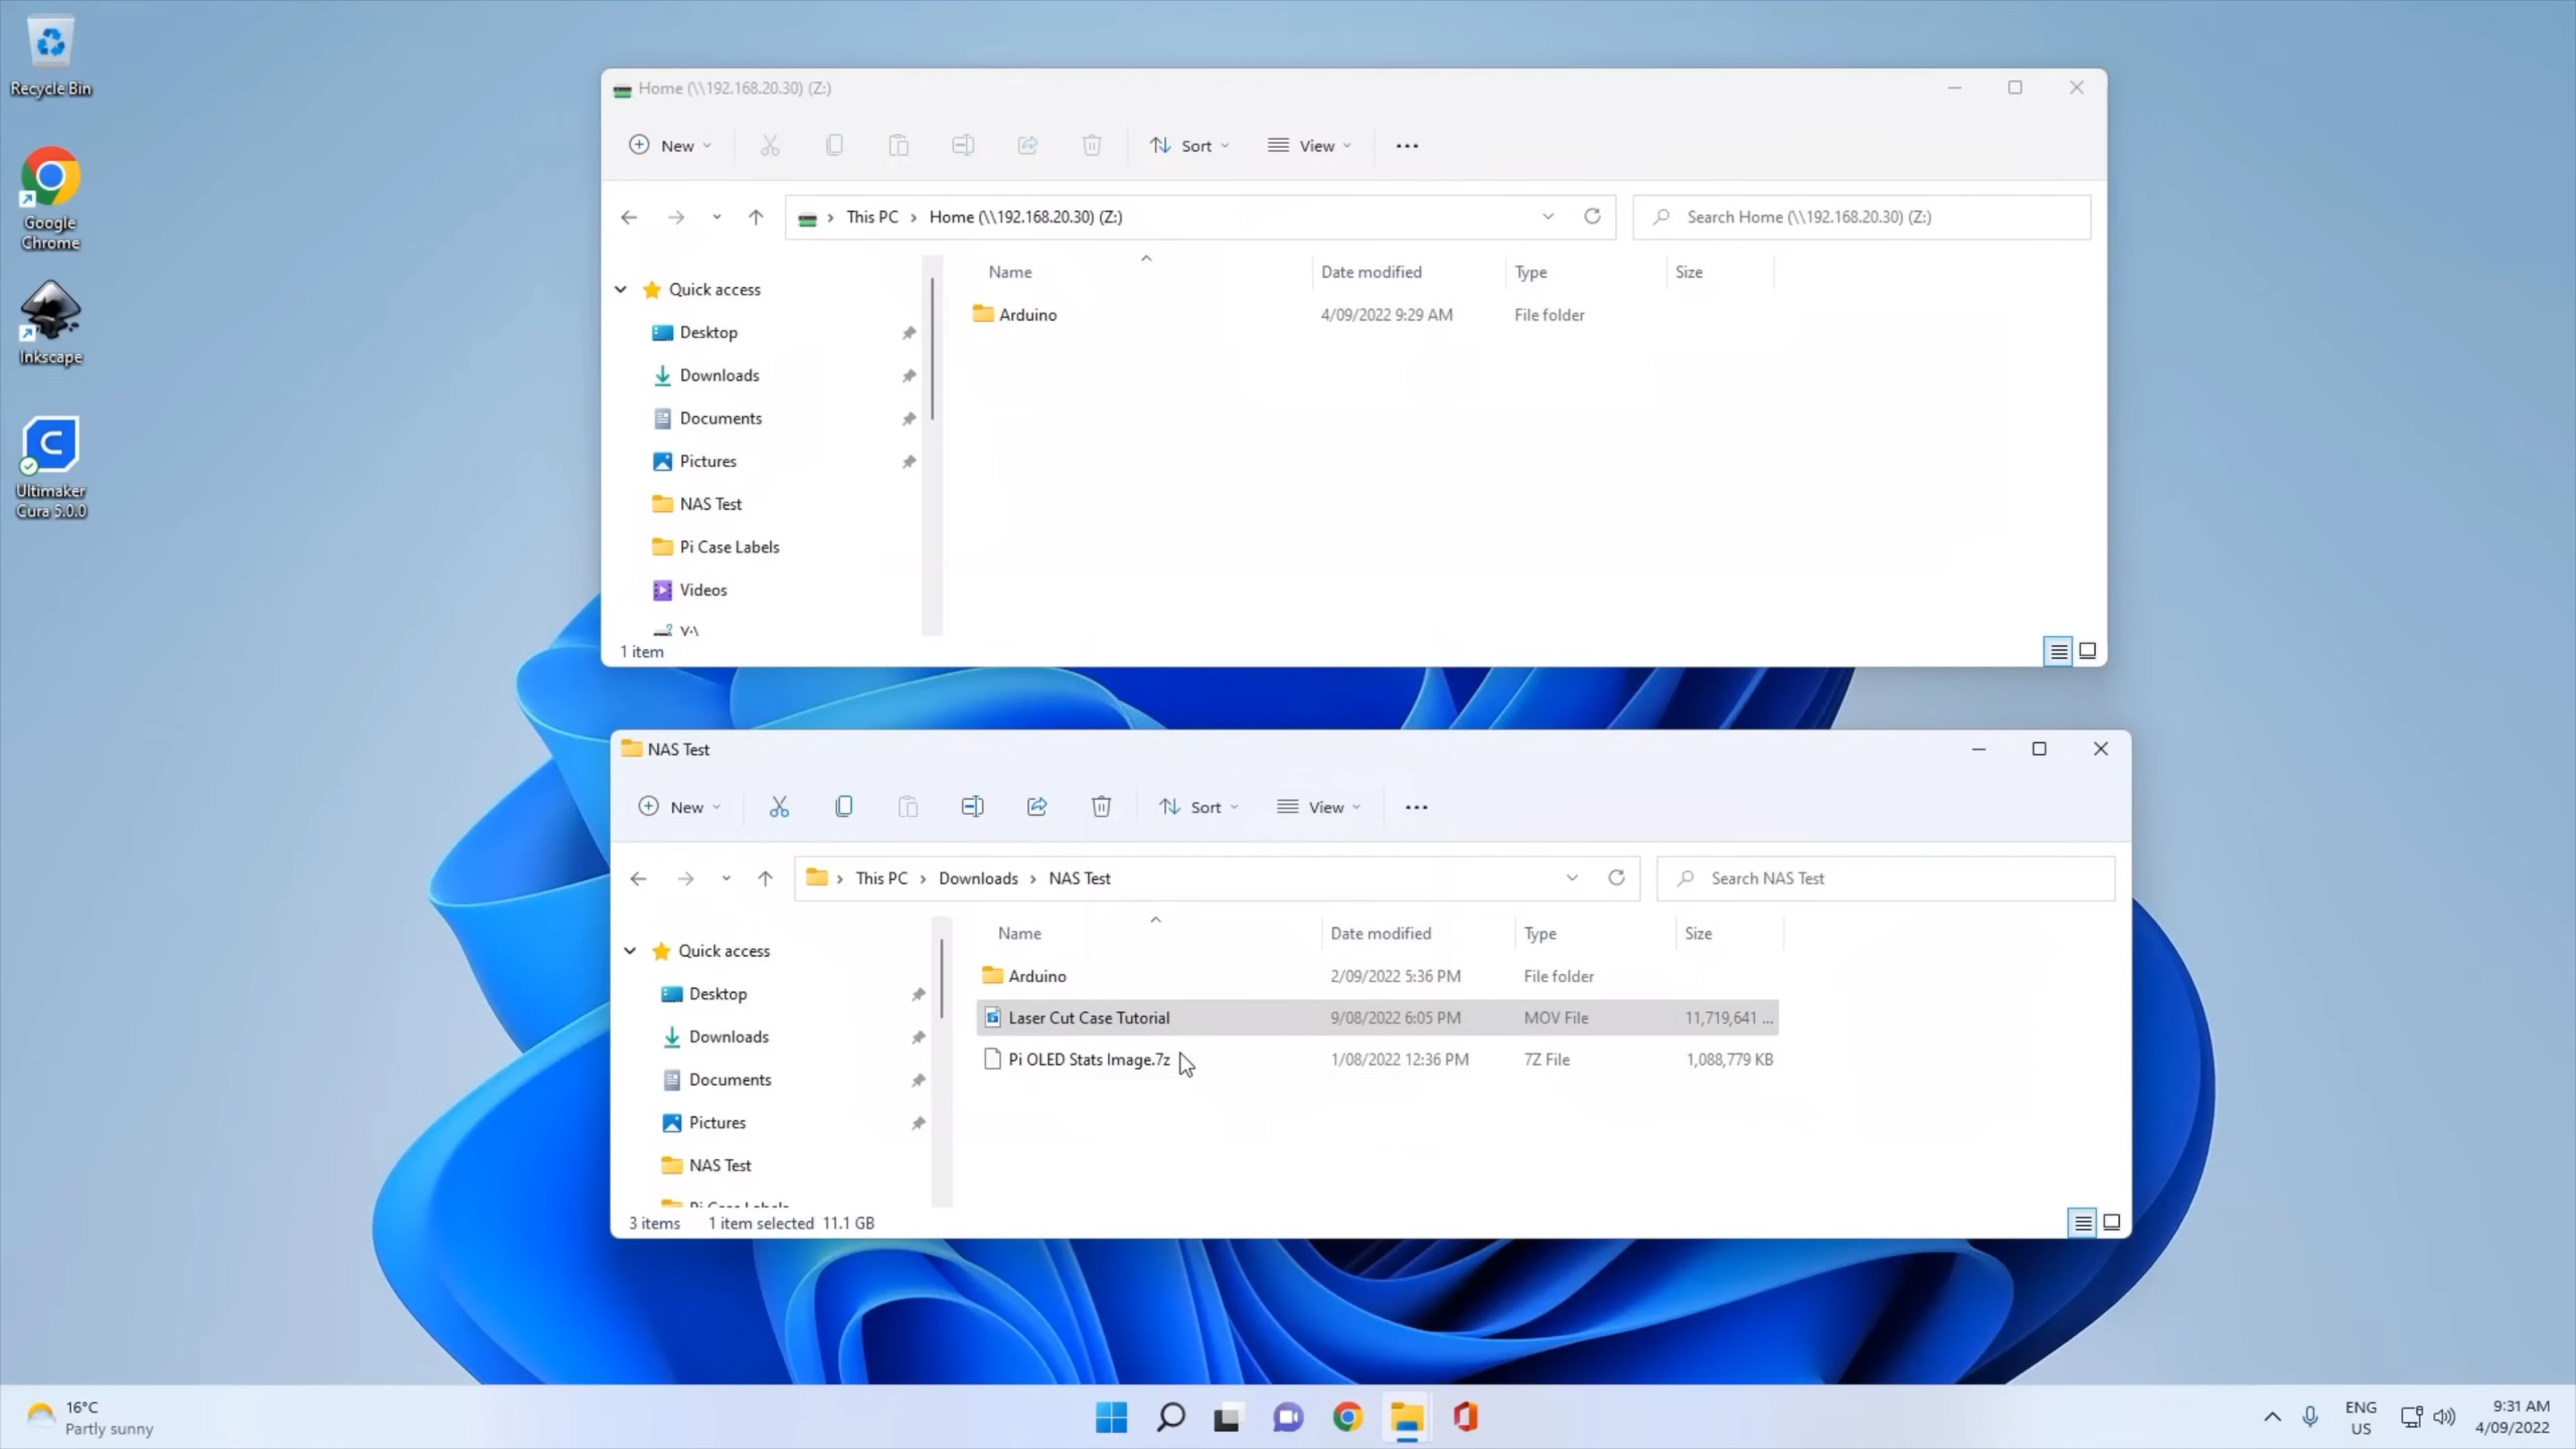 Recycle Bin
Google
Chrome
Inkscape
Ultimaker
Cura 5.0.0
Home (\\192.168.20.30) (Z:)
New
Sort
View
This PC
Home (\\192.168.20.30) (Z:)
Search Home (\\192.168.20.30) (Z:)
Quick access
Desktop
Downloads
Documents
Pictures
NAS Test
Pi Case Labels
Videos
Name
Date modified
Type
Size
Arduino
4/09/2022 9:29 AM
File folder
1 item
NAS Test
New
Sort
View
This PC
Downloads
NAS Test
Search NAS Test
Quick access
Desktop
Downloads
Documents
Pictures
NAS Test
Pi Case Labels
Name
Date modified
Type
Size
Arduino
2/09/2022 5:36 PM
File folder
Laser Cut Case Tutorial
9/08/2022 6:05 PM
MOV File
11,719,641 ...
Pi OLED Stats Image.7z
1/08/2022 12:36 PM
7Z File
1,088,779 KB
3 items
1 item selected 11.1 GB
16°C
Partly sunny
ENG
US
9:31 AM
4/09/2022